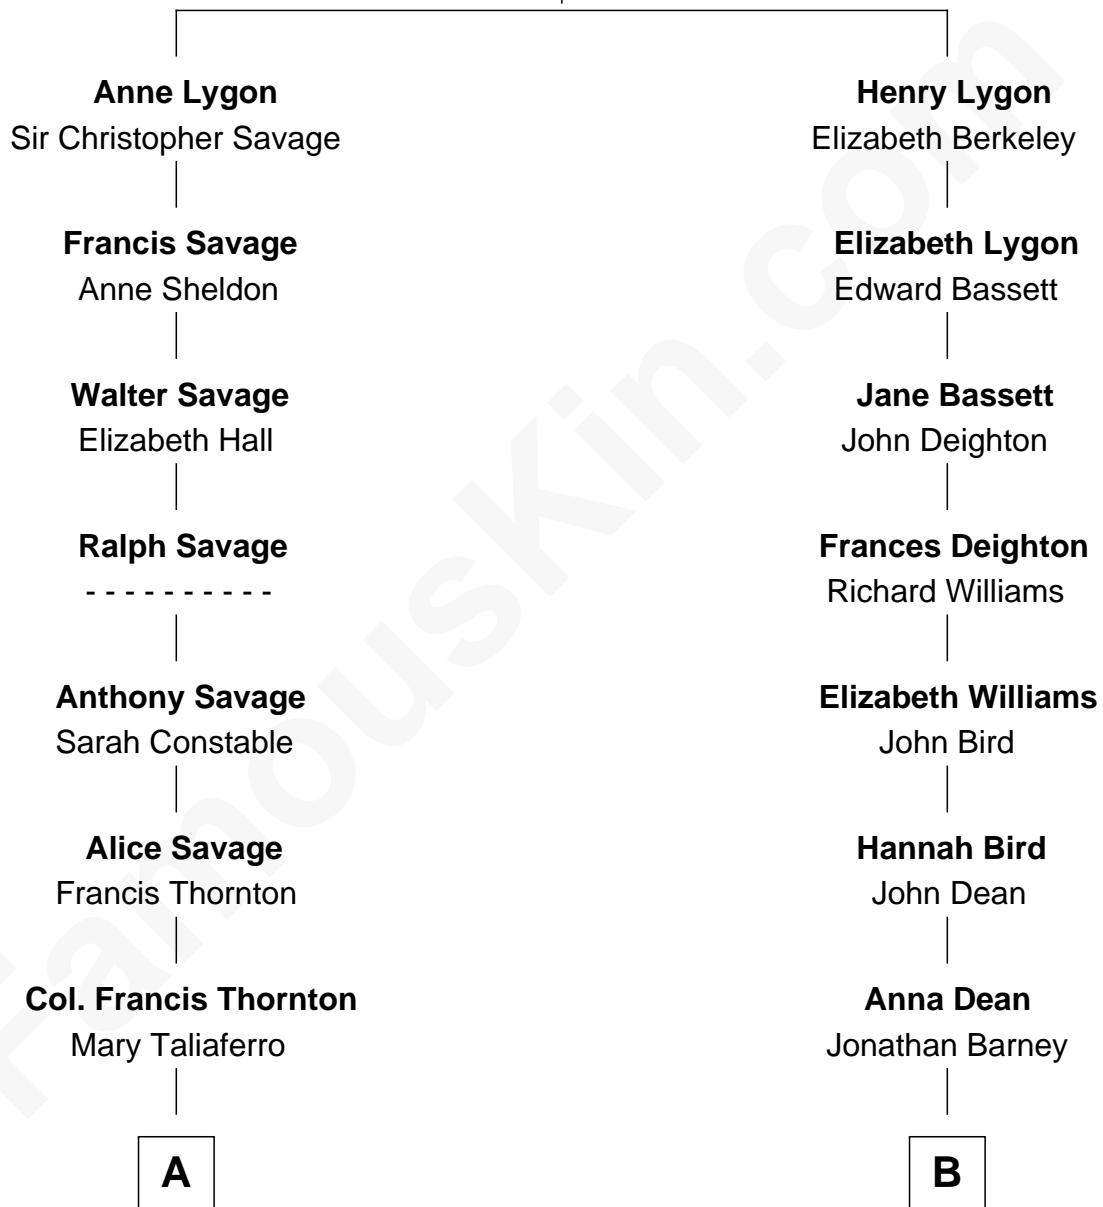 Anne Lygon
Sir Christopher Savage
Francis Savage
Anne Sheldon
Walter Savage
Elizabeth Hall
Ralph Savage
- - - - - - - - - -
Anthony Savage
Sarah Constable
Alice Savage
Francis Thornton
Col. Francis Thornton
Mary Taliaferro
A
Henry Lygon
Elizabeth Berkeley
Elizabeth Lygon
Edward Bassett
Jane Bassett
John Deighton
Frances Deighton
Richard Williams
Elizabeth Williams
John Bird
Hannah Bird
John Dean
Anna Dean
Jonathan Barney
B
FamousKin.com